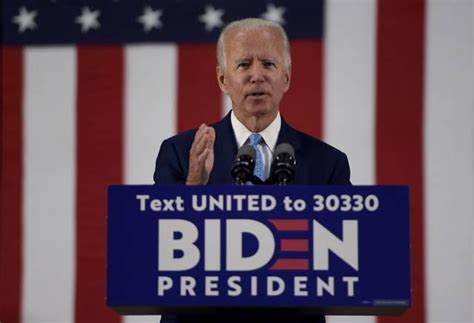 Text UNITED to 30330
BIDEN
PRESIDENT